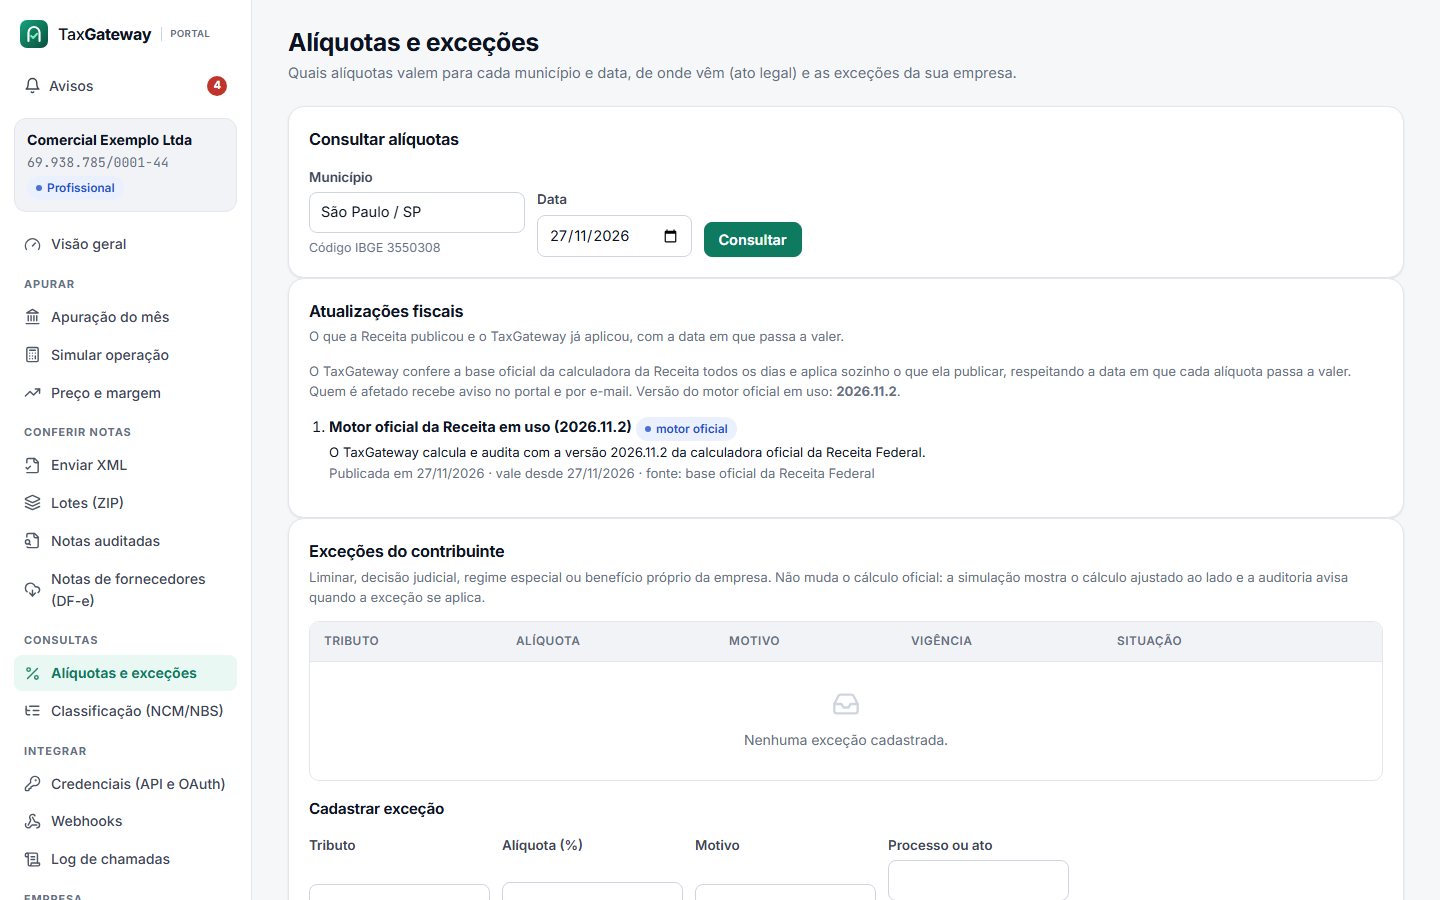 TaxGateway PORTAL
Avisos 4
Comercial Exemplo Ltda
69.938.785/0001-44
Profissional
Visão geral
APURAR
Apuração do mês
Simular operação
Preço e margem
CONFERIR NOTAS
Enviar XML
Lotes (ZIP)
Notas auditadas
Notas de fornecedores
(DF-e)
CONSULTAS
Alíquotas e exceções
Classificação (NCM/NBS)
INTEGRAR
Credenciais (API e OAuth)
Webhooks
Log de chamadas
EMPRESA
Alíquotas e exceções
Quais alíquotas valem para cada município e data, de onde vêm (ato legal) e as exceções da sua empresa.
Consultar alíquotas
Município
São Paulo / SP
Código IBGE 3550308
Data
27/11/2026
Consultar
Atualizações fiscais
O que a Receita publicou e o TaxGateway já aplicou, com a data em que passa a valer.
O TaxGateway confere a base oficial da calculadora da Receita todos os dias e aplica sozinho o que ela publicar, respeitando a data em que cada alíquota passa a valer.
Quem é afetado recebe aviso no portal e por e-mail. Versão do motor oficial em uso: 2026.11.2.
1. Motor oficial da Receita em uso (2026.11.2) motor oficial
O TaxGateway calcula e audita com a versão 2026.11.2 da calculadora oficial da Receita Federal.
Publicada em 27/11/2026 · vale desde 27/11/2026 · fonte: base oficial da Receita Federal
Exceções do contribuinte
Liminar, decisão judicial, regime especial ou benefício próprio da empresa. Não muda o cálculo oficial: a simulação mostra o cálculo ajustado ao lado e a auditoria avisa
quando a exceção se aplica.
TRIBUTO ALÍQUOTA MOTIVO VIGÊNCIA SITUAÇÃO
Nenhuma exceção cadastrada.
Cadastrar exceção
Tributo Alíquota (%) Motivo Processo ou ato